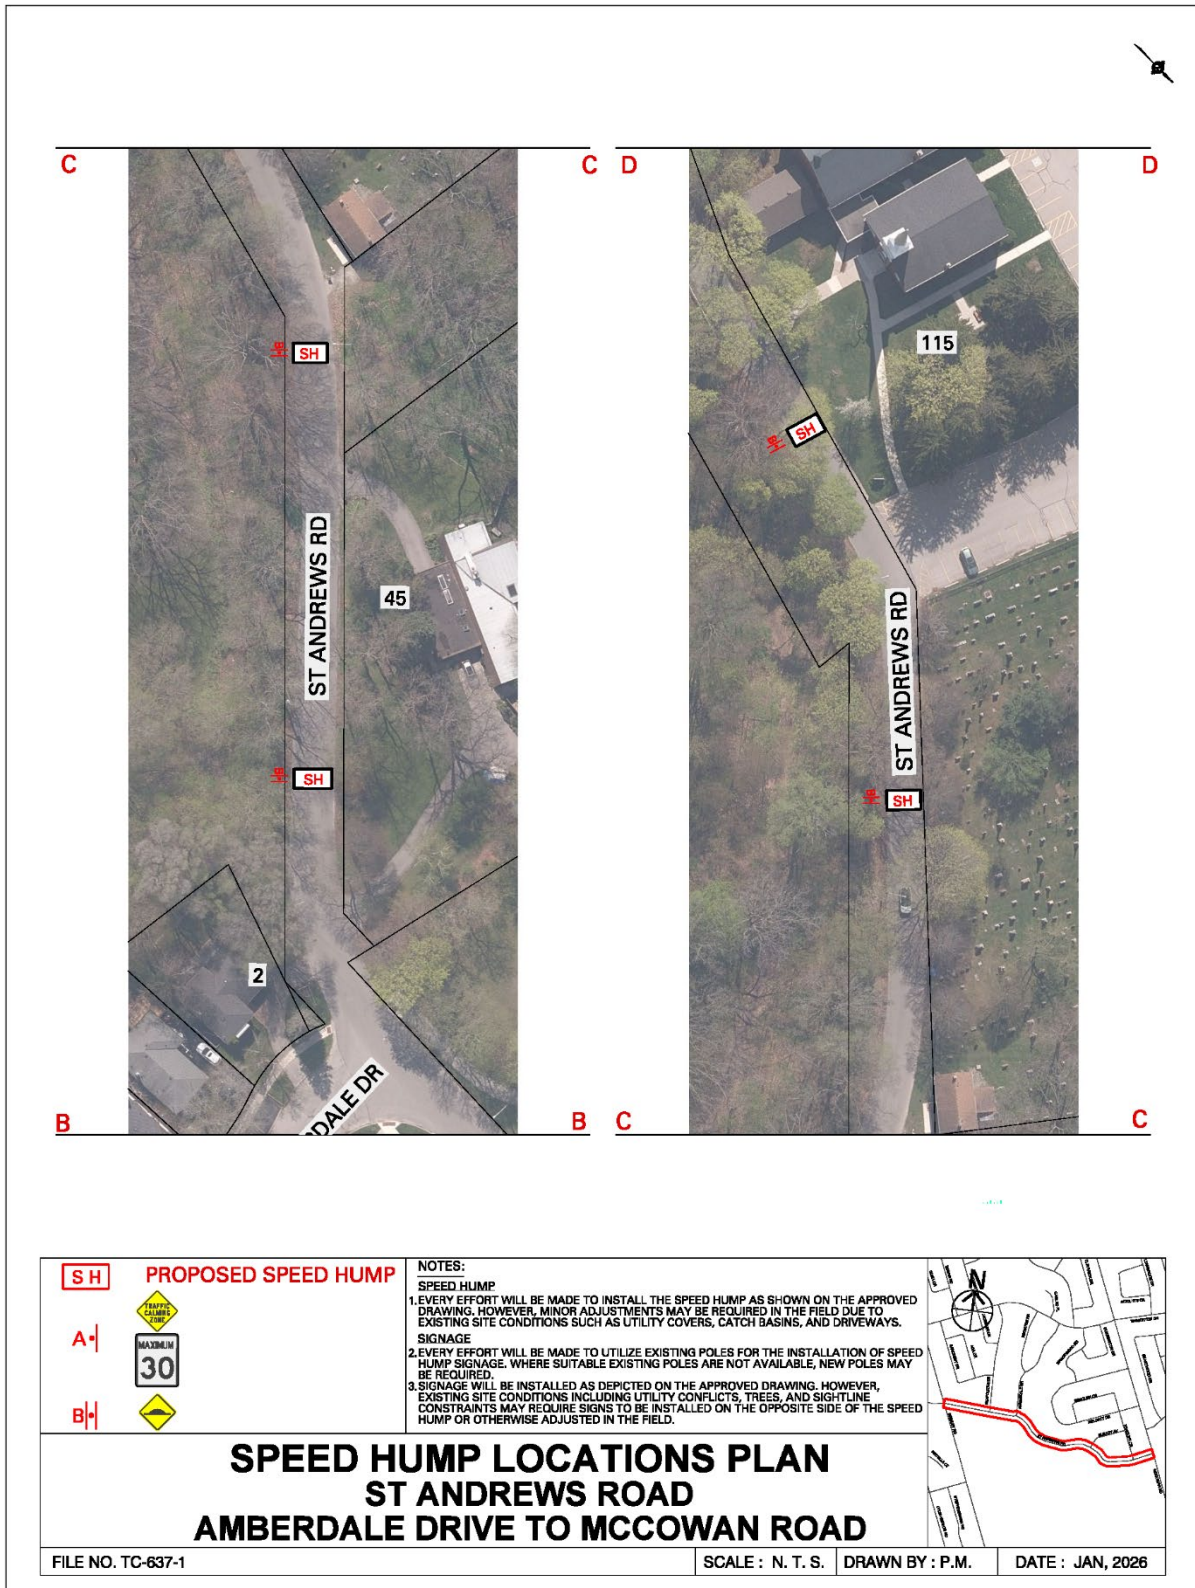 C C D D
SH
115
SH
ST ANDREWS RD
45
ST ANDREWS RD
SH
SH
2
DALE DR
B B C C
S H PROPOSED SPEED HUMP
TRAFFIC
CALMING
ZONE
A
MAXIMUM
30
B
NOTES:
SPEED HUMP
1. EVERY EFFORT WILL BE MADE TO INSTALL THE SPEED HUMP AS SHOWN ON THE APPROVED
DRAWING. HOWEVER, MINOR ADJUSTMENTS MAY BE REQUIRED IN THE FIELD DUE TO
EXISTING SITE CONDITIONS SUCH AS UTILITY COVERS, CATCH BASINS, AND DRIVEWAYS.
SIGNAGE
2. EVERY EFFORT WILL BE MADE TO UTILIZE EXISTING POLES FOR THE INSTALLATION OF SPEED
HUMP SIGNAGE. WHERE SUITABLE EXISTING POLES ARE NOT AVAILABLE, NEW POLES MAY
BE REQUIRED.
3. SIGNAGE WILL BE INSTALLED AS DEPICTED ON THE APPROVED DRAWING. HOWEVER,
EXISTING SITE CONDITIONS INCLUDING UTILITY CONFLICTS, TREES, AND SIGHTLINE
CONSTRAINTS MAY REQUIRE SIGNS TO BE INSTALLED ON THE OPPOSITE SIDE OF THE SPEED
HUMP OR OTHERWISE ADJUSTED IN THE FIELD.
N
SPEED HUMP LOCATIONS PLAN
ST ANDREWS ROAD
AMBERDALE DRIVE TO MCCOWAN ROAD
FILE NO. TC-637-1
SCALE : N. T. S.
DRAWN BY : P.M.
DATE : JAN, 2026